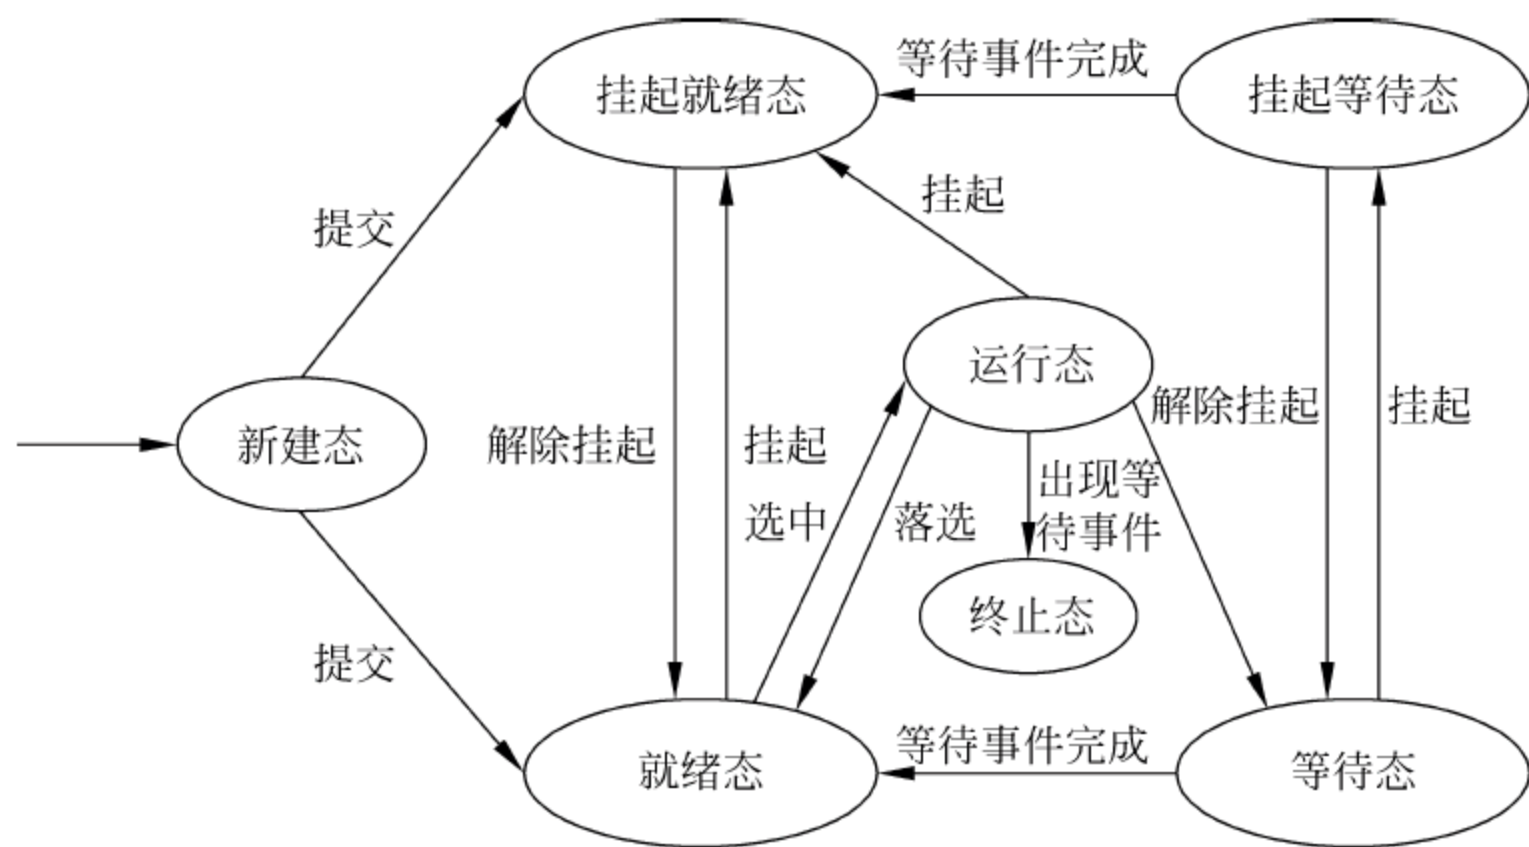 等待事件完成
挂起就绪态
挂起等待态
挂起
提交
运行态
解除挂起
挂起
新建态
解除挂起
挂起
出现等
待事件
选中
落选
终止态
提交
等待事件完成
就绪态
等待态